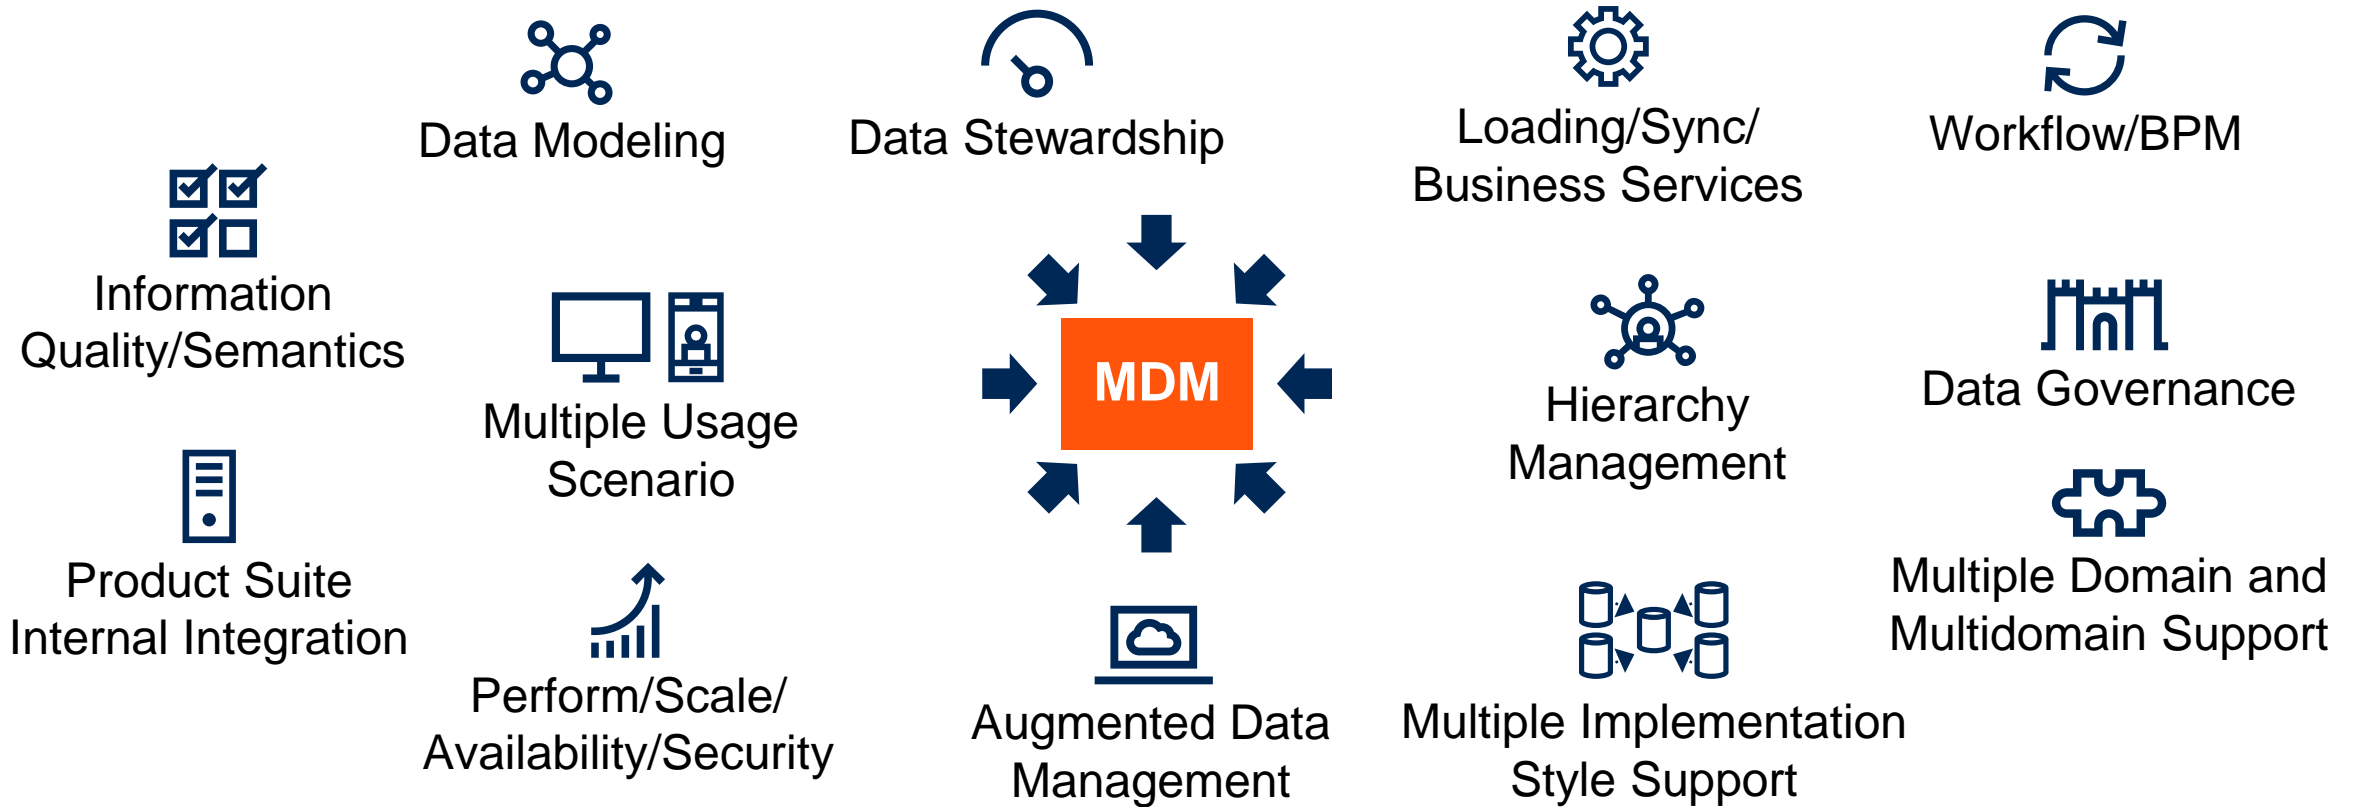 Data Modeling
Data Stewardship
Loading/Sync/
Business Services
Workflow/BPM
Information
Quality/Semantics
Multiple Usage
Scenario
MDM
Hierarchy
Management
Data Governance
Product Suite
Internal Integration
Perform/Scale/
Availability/Security
Augmented Data
Management
Multiple Implementation
Style Support
Multiple Domain and
Multidomain Support